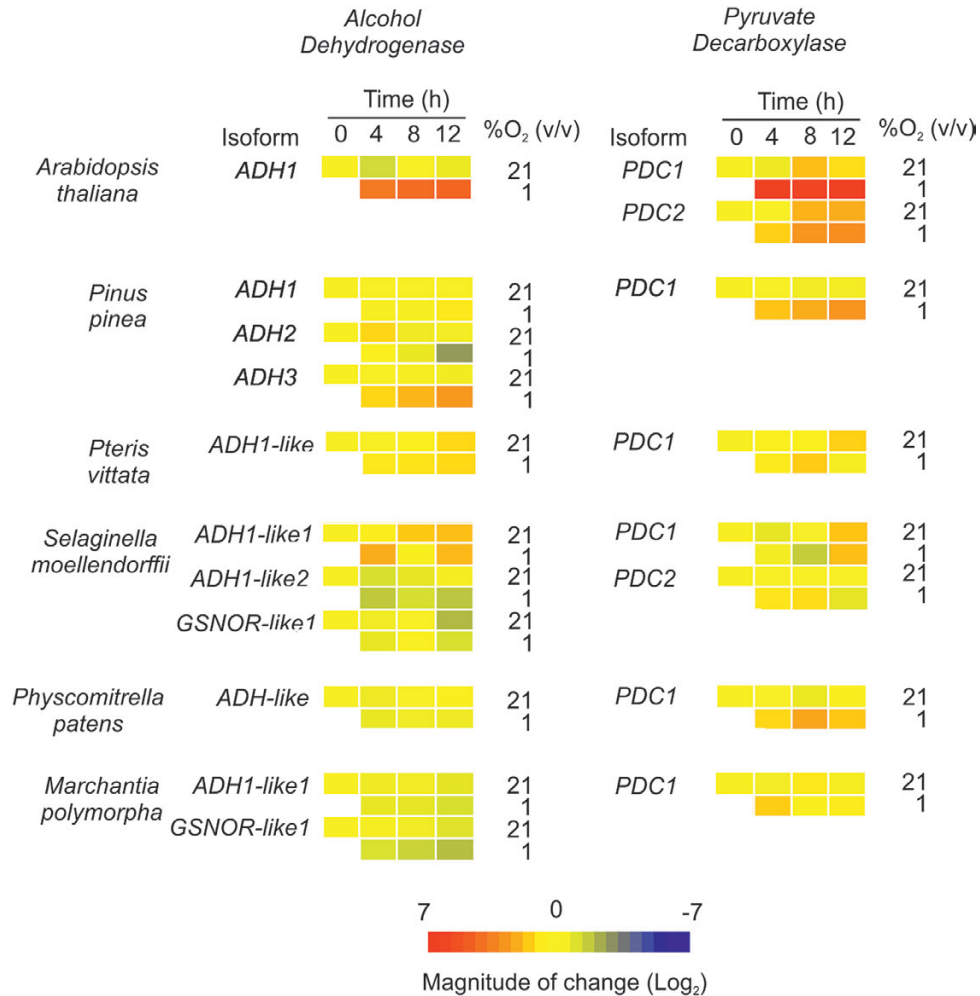 Alcohol Pyruvate
Dehydrogenase Decarboxylase
Time (h) Time (h)
Isoform 0 4 8 12 %O₂ (v/v) Isoform 0 4 8 12 %O₂ (v/v)
Arabidopsis ADH1 21 PDC1 21
thaliana 1 1
PDC2 21
1
Pinus ADH1 21 PDC1 21
pinea 1 1
ADH2 21
1
ADH3 21
1
Pteris ADH1-like 21 PDC1 21
vittata 1 1
Selaginella ADH1-like1 21 PDC1 21
moellendorffii 1 1
ADH1-like2 21 PDC2 21
1 1
GSNOR-like1 21
1
Physcomitrella ADH-like 21 PDC1 21
patens 1 1
Marchantia ADH1-like1 21 PDC1 21
polymorpha 1 1
GSNOR-like1 21
1
7 0 -7
Magnitude of change (Log₂)